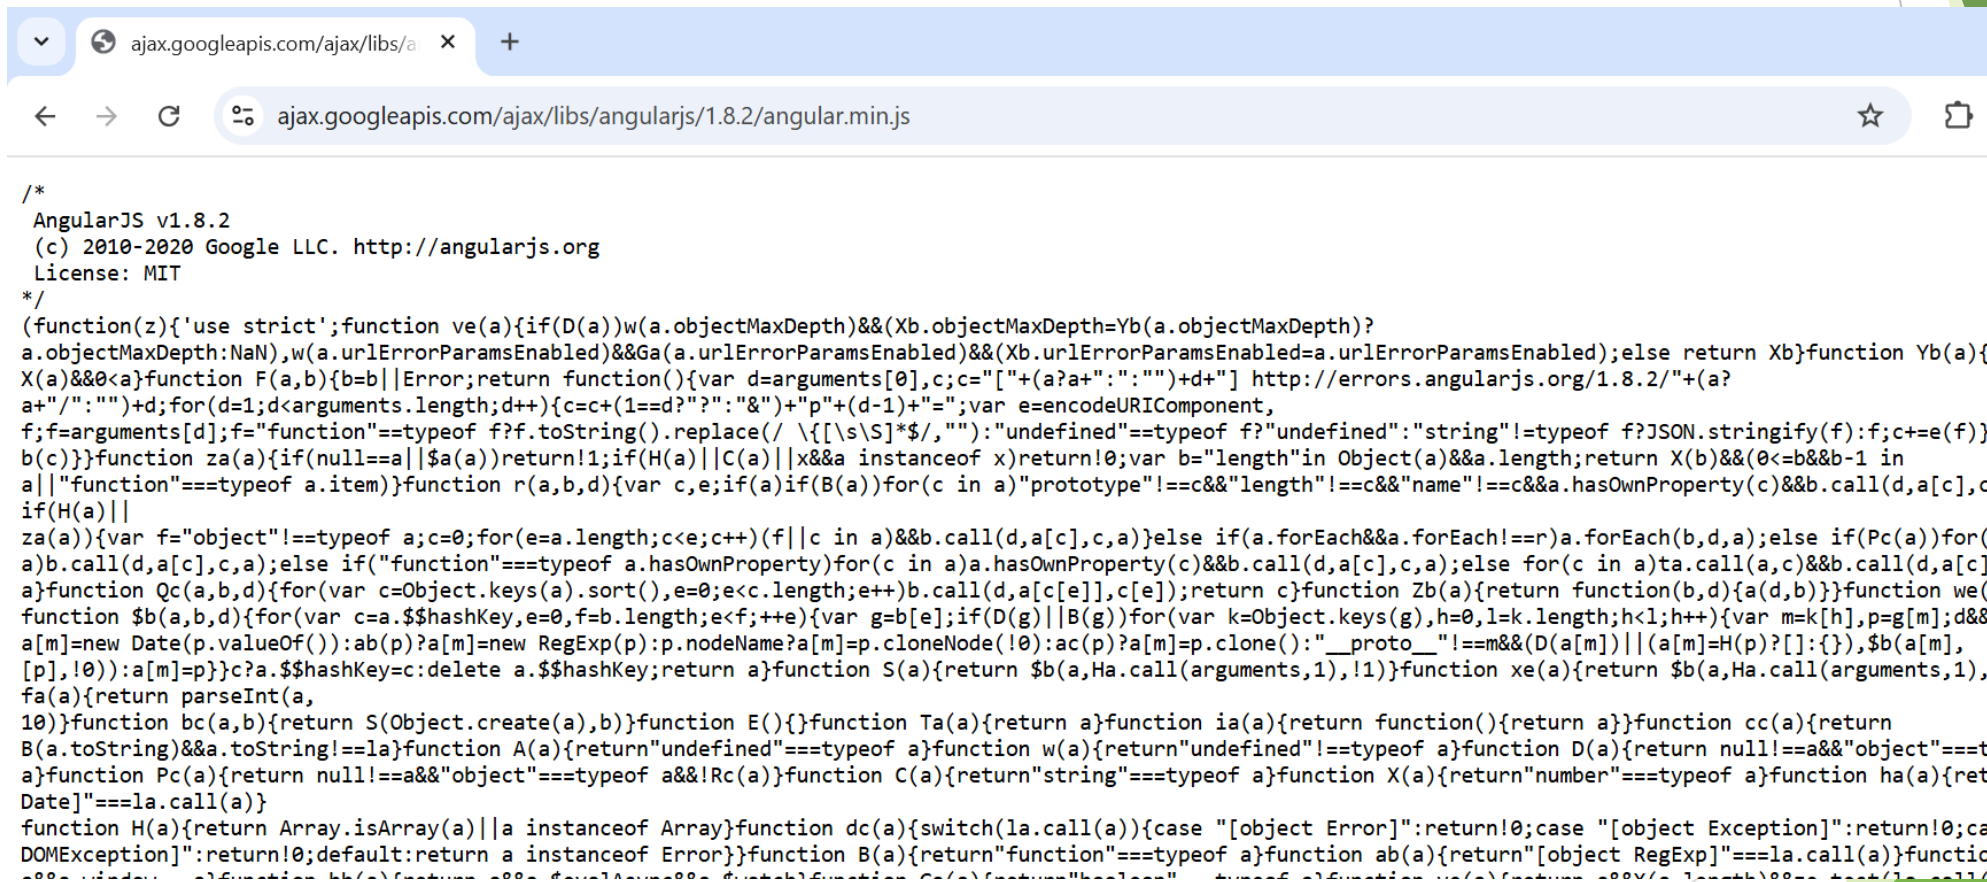 ajax.googleapis.com/ajax/libs/a
ajax.googleapis.com/ajax/libs/angularjs/1.8.2/angular.min.js
/*
AngularJS v1.8.2
(c) 2010-2020 Google LLC. http://angularjs.org
License: MIT
*/
(function(z){'use strict';function ve(a){if(D(a))w(a.objectMaxDepth)&&(Xb.objectMaxDepth=Yb(a.objectMaxDepth)?
a.objectMaxDepth:NaN),w(a.urlErrorParamsEnabled)&&Ga(a.urlErrorParamsEnabled)&&(Xb.urlErrorParamsEnabled=a.urlErrorParamsEnabled);else return Xb}function Yb(a){
X(a)&&0<a}function F(a,b){b=b||Error;return function(){var d=arguments[0],c;c="["+(a?a+":":"")+d+"] http://errors.angularjs.org/1.8.2/"+(a?
a+"/":"")+d;for(d=1;d<arguments.length;d++){c=c+(1==d?"?":"&")+"p"+(d-1)+"=";var e=encodeURIComponent,
f;f=arguments[d];f="function"==typeof f?f.toString().replace(/ \{[\s\S]*$/,""):"undefined"==typeof f?"undefined":"string"!=typeof f?JSON.stringify(f):f;c+=e(f)}
b(c)}}function za(a){if(null==a||$a(a))return!1;if(H(a)||C(a)||x&&a instanceof x)return!0;var b="length"in Object(a)&&a.length;return X(b)&&(0<=b&&b-1 in
a||"function"===typeof a.item)}function r(a,b,d){var c,e;if(a)if(B(a))for(c in a)"prototype"!==c&&"length"!==c&&"name"!==c&&a.hasOwnProperty(c)&&b.call(d,a[c],c
if(H(a)||
za(a)){var f="object"!==typeof a;c=0;for(e=a.length;c<e;c++)(f||c in a)&&b.call(d,a[c],c,a)}else if(a.forEach&&a.forEach!==r)a.forEach(b,d,a);else if(Pc(a))for(
a)b.call(d,a[c],c,a);else if("function"===typeof a.hasOwnProperty)for(c in a)a.hasOwnProperty(c)&&b.call(d,a[c],c,a);else for(c in a)ta.call(a,c)&&b.call(d,a[c]
a}function Qc(a,b,d){for(var c=Object.keys(a).sort(),e=0;e<c.length;e++)b.call(d,a[c[e]],c[e]);return c}function Zb(a){return function(b,d){a(d,b)}}function we(
function $b(a,b,d){for(var c=a.$$hashKey,e=0,f=b.length;e<f;++e){var g=b[e];if(D(g)||B(g))for(var k=Object.keys(g),h=0,l=k.length;h<l;h++){var m=k[h],p=g[m];d&&
a[m]=new Date(p.valueOf()):ab(p)?a[m]=new RegExp(p):p.nodeName?a[m]=p.cloneNode(!0):ac(p)?a[m]=p.clone():"__proto__"!==m&&(D(a[m])||(a[m]=H(p)?[]:{}),$b(a[m],
[p],!0)):a[m]=p}}c?a.$$hashKey=c:delete a.$$hashKey;return a}function S(a){return $b(a,Ha.call(arguments,1),!1)}function xe(a){return $b(a,Ha.call(arguments,1),
fa(a){return parseInt(a,
10)}function bc(a,b){return S(Object.create(a),b)}function E(){}function Ta(a){return a}function ia(a){return function(){return a}}function cc(a){return
B(a.toString)&&a.toString!==la}function A(a){return"undefined"===typeof a}function w(a){return"undefined"!==typeof a}function D(a){return null!==a&&"object"===t
a}function Pc(a){return null!==a&&"object"===typeof a&&!Rc(a)}function C(a){return"string"===typeof a}function X(a){return"number"===typeof a}function ha(a){ret
Date]"===la.call(a)}
function H(a){return Array.isArray(a)||a instanceof Array}function dc(a){switch(la.call(a)){case "[object Error]":return!0;case "[object Exception]":return!0;ca
DOMException]":return!0;default:return a instanceof Error}}function B(a){return"function"===typeof a}function ab(a){return"[object RegExp]"===la.call(a)}functio